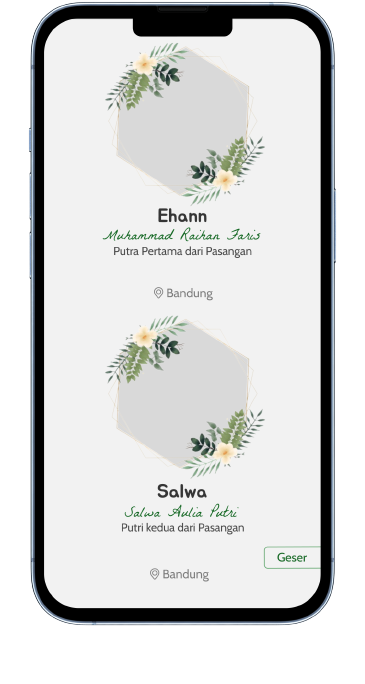 Ehann
Muhammad Raihan Faris
Putra Pertama dari Pasangan
Bandung
Salwa
Salwa Aulia Putri
Putri kedua dari Pasangan
Geser
Bandung